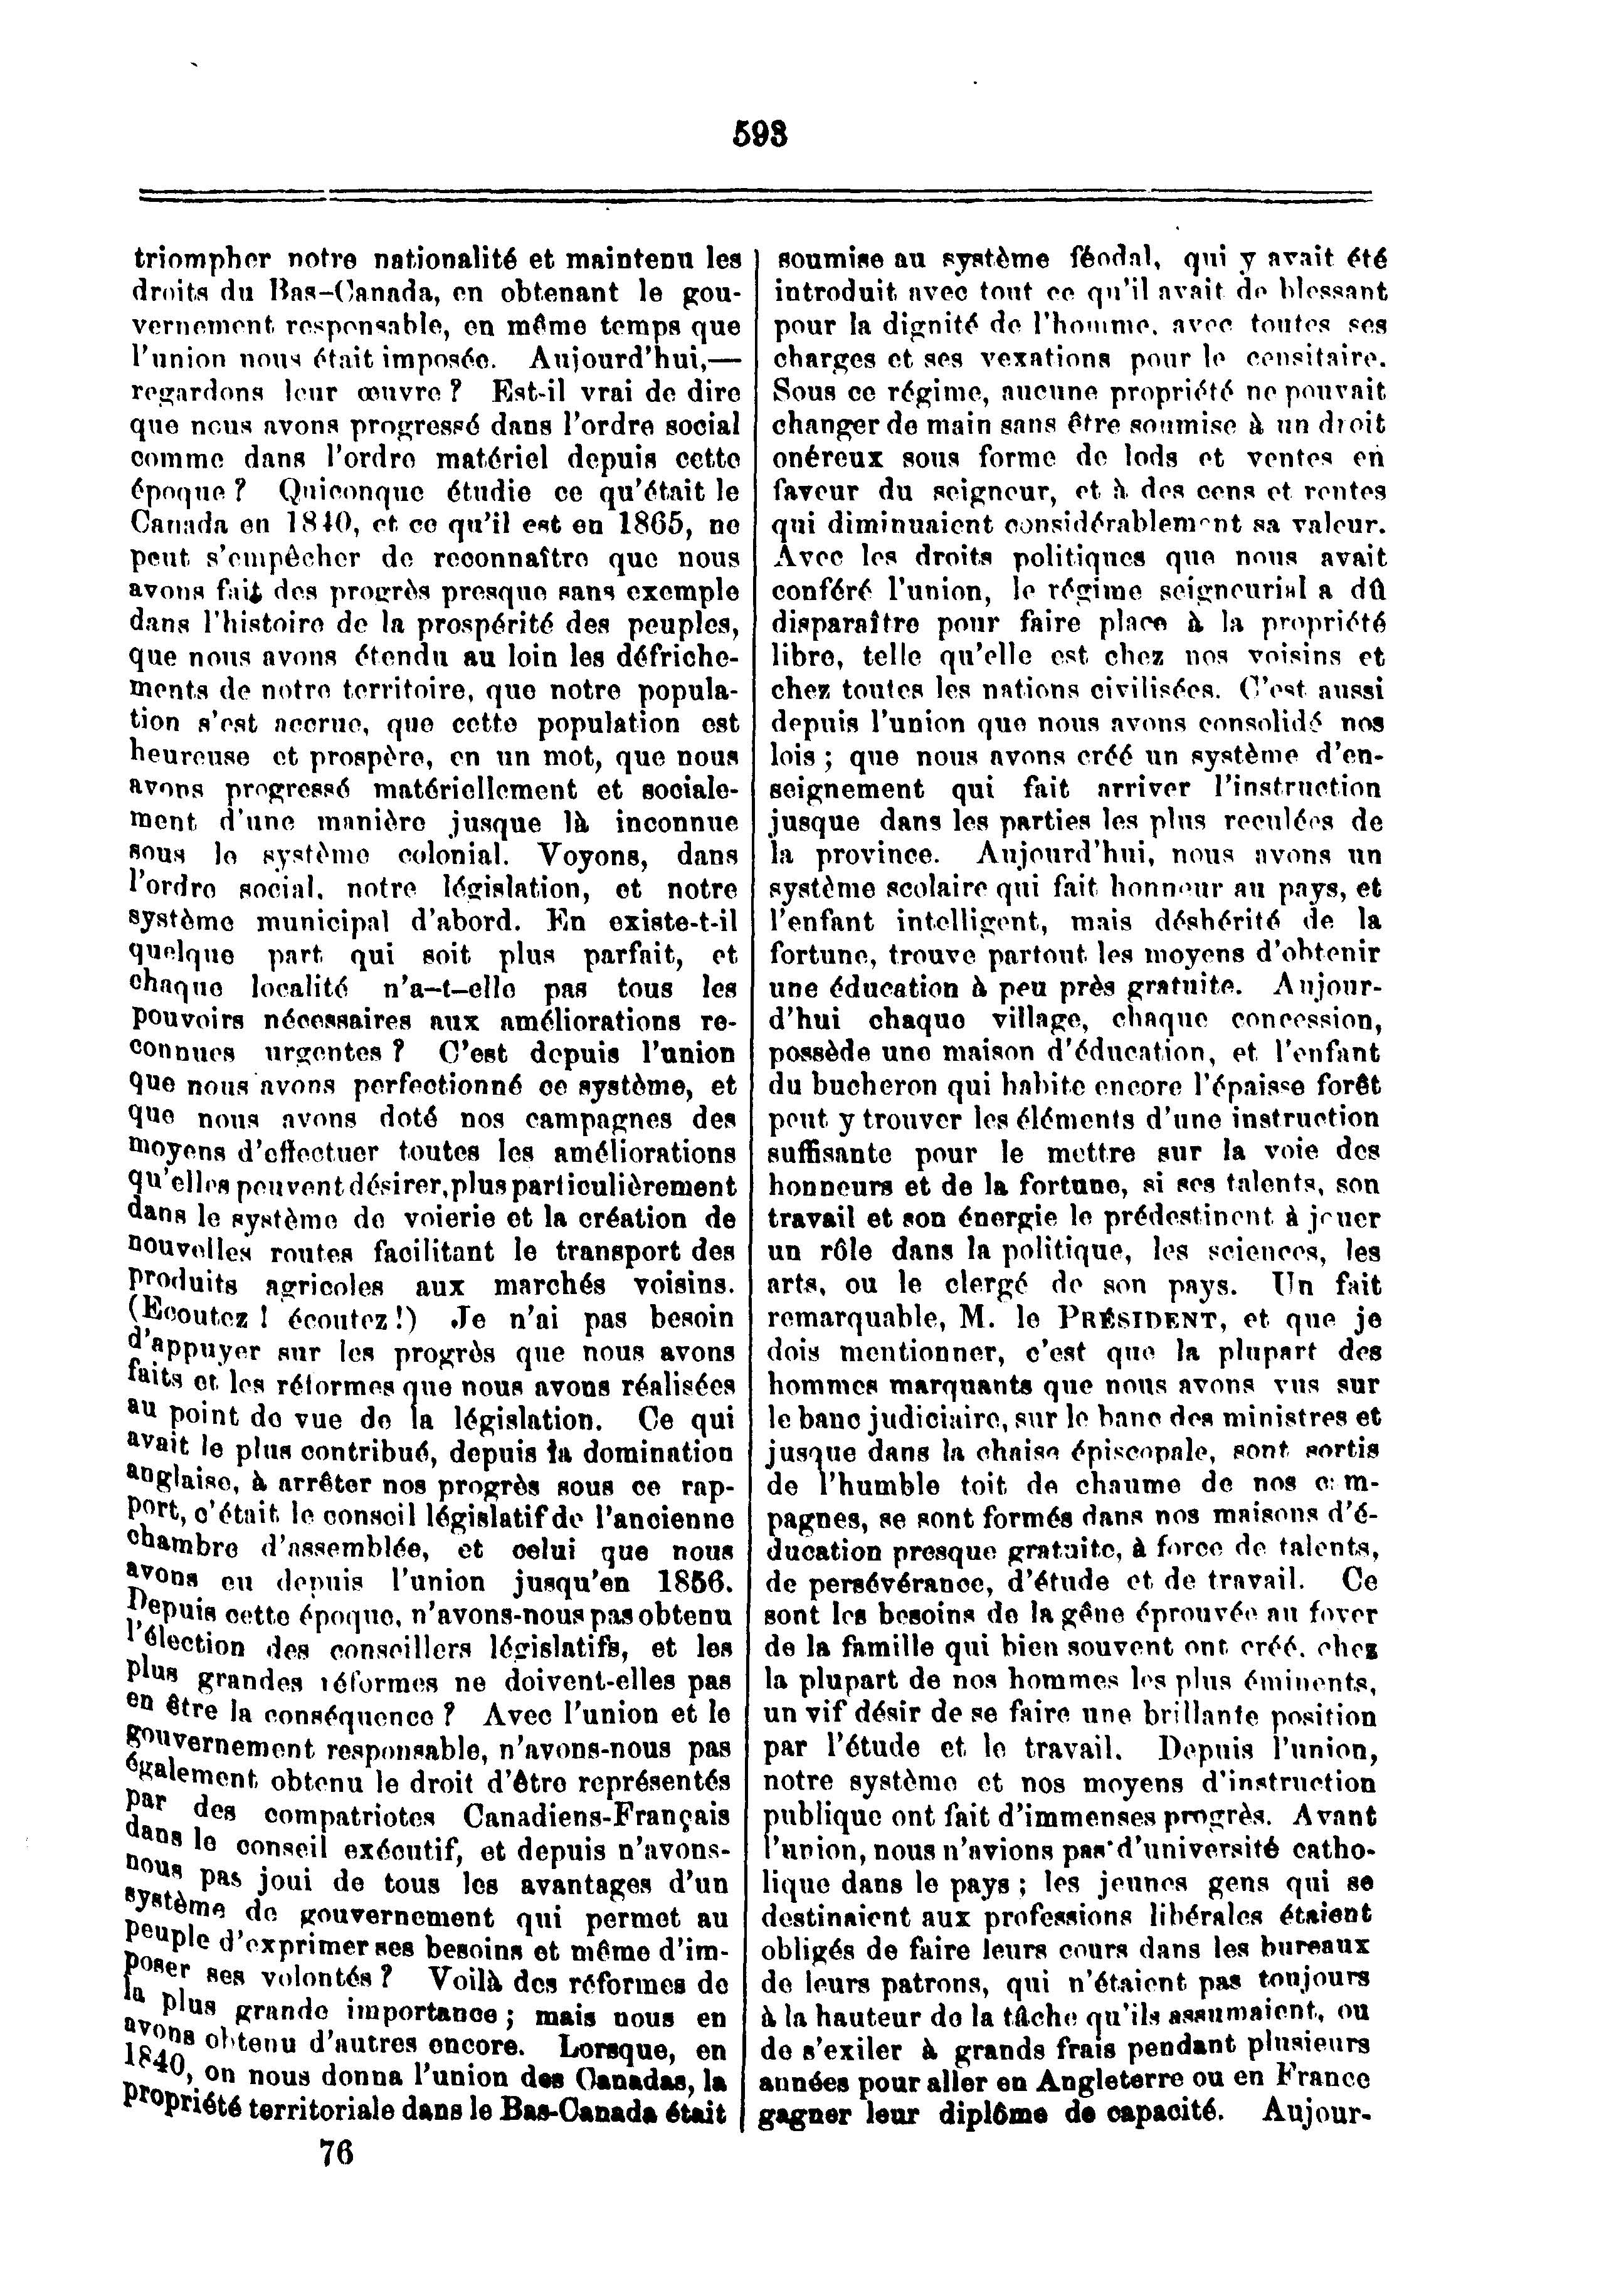 593
triompher notre nationalité et maintenu les
droits du Bas-Canada, en obtenant le gou-
vernement responsable, en même temps que
l'union nous était imposée. Aujourd'hui,—
regardons leur œuvre ? Est-il vrai de dire
que nous avons progressé dans l'ordre social
comme dans l'ordre matériel depuis cette
époque ? Quiconque étudie ce qu'était le
Canada en 1840, et ce qu'il est en 1865, ne
peut s'empêcher de reconnaître que nous
avons fait des progrès presque sans exemple
dans l'histoire de la prospérité des peuples,
que nous avons étendu au loin les défriche-
ments de notre territoire, que notre popula-
tion s'est accrue, que cette population est
heureuse et prospère, en un mot, que nous
avons progressé matériellement et sociale-
ment d'une manière jusque là inconnue
sous le système colonial. Voyons, dans
l'ordre social, notre législation, et notre
système municipal d'abord. En existe-t-il
quelque part qui soit plus parfait, et
chaque localité n'a-t-elle pas tous les
pouvoirs nécessaires aux améliorations re-
connues urgentes ? C'est depuis l'union
que nous avons perfectionné ce système, et
que nous avons doté nos campagnes des
moyens d'effectuer toutes les améliorations
qu'elles peuvent désirer, plus particulièrement
dans le système de voierie et la création de
nouvelles routes facilitant le transport des
produits agricoles aux marchés voisins.
(Ecoutez ! écoutez !) Je n'ai pas besoin
d'appuyer sur les progrès que nous avons
faits et les réformes que nous avons réalisées
au point de vue de la législation. Ce qui
avait le plus contribué, depuis la domination
anglaise, à arrêter nos progrès sous ce rap-
port, c'était le conseil législatif de l'ancienne
chambre d'assemblée, et celui que nous
avons eu depuis l'union jusqu'en 1856.
Depuis cette époque, n'avons-nous pas obtenu
l'élection des conseillers législatifs, et les
plus grandes réformes ne doivent-elles pas
en être la conséquence ? Avec l'union et le
gouvernement responsable, n'avons-nous pas
également obtenu le droit d'être représentés
par des compatriotes Canadiens-Français
dans le conseil exécutif, et depuis n'avons-
nous pas joui de tous les avantages d'un
système de gouvernement qui permet au
peuple d'exprimer ses besoins et même d'im-
poser ses volontés ? Voilà des réformes de
la plus grande importance ; mais nous en
avons obtenu d'autres encore. Lorsque, en
1840, on nous donna l'union des Canadas, la
propriété territoriale dans le Bas-Canada était
76
soumise au système féodal, qui y avait été
introduit avec tout ce qu'il avait de blessant
pour la dignité de l'homme, avec toutes ses
charges et ses vexations pour le censitaire.
Sous ce régime, aucune propriété ne pouvait
changer de main sans être soumise à un droit
onéreux sous forme de lods et ventes en
faveur du seigneur, et à des cens et rentes
qui diminuaient considérablement sa valeur.
Avec les droits politiques que nous avait
conféré l'union, le régime seigneurial a dû
disparaître pour faire place à la propriété
libre, telle qu'elle est chez nos voisins et
chez toutes les nations civilisées. C'est aussi
depuis l'union que nous avons consolidé nos
lois ; que nous avons créé un système d'en-
seignement qui fait arriver l'instruction
jusque dans les parties les plus reculées de
la province. Aujourd'hui, nous avons un
système scolaire qui fait honneur au pays, et
l'enfant intelligent, mais déshérité de la
fortune, trouve partout les moyens d'obtenir
une éducation à peu près gratuite. Aujour-
d'hui chaque village, chaque concession,
possède une maison d'éducation, et l'enfant
du bucheron qui habite encore l'épaisse forêt
peut y trouver les éléments d'une instruction
suffisante pour le mettre sur la voie des
honneurs et de la fortune, si ses talents, son
travail et son énergie le prédestinent à jouer
un rôle dans la politique, les sciences, les
arts, ou le clergé de son pays. Un fait
remarquable, M. le PRÉSIDENT, et que je
dois mentionner, c'est que la plupart des
hommes marquants que nous avons vus sur
le banc judiciaire, sur le banc des ministres et
jusque dans la chaise épiscopale, sont sortis
de l'humble toit de chaume de nos cam-
pagnes, se sont formés dans nos maisons d'é-
ducation presque gratuite, à force de talents,
de persévérance, d'étude et de travail. Ce
sont les besoins de la gêne éprouvée au foyer
de la famille qui bien souvent ont créé, chez
la plupart de nos hommes les plus éminents,
un vif désir de se faire une brillante position
par l'étude et le travail. Depuis l'union,
notre système et nos moyens d'instruction
publique ont fait d'immenses progrès. Avant
l'union, nous n'avions pas d'université catho-
lique dans le pays ; les jeunes gens qui se
destinaient aux professions libérales étaient
obligés de faire leurs cours dans les bureaux
de leurs patrons, qui n'étaient pas toujours
à la hauteur de la tâche qu'ils assumaient, ou
de s'exiler à grands frais pendant plusieurs
années pour aller en Angleterre ou en France
gagner leur diplôme de capacité. Aujour-